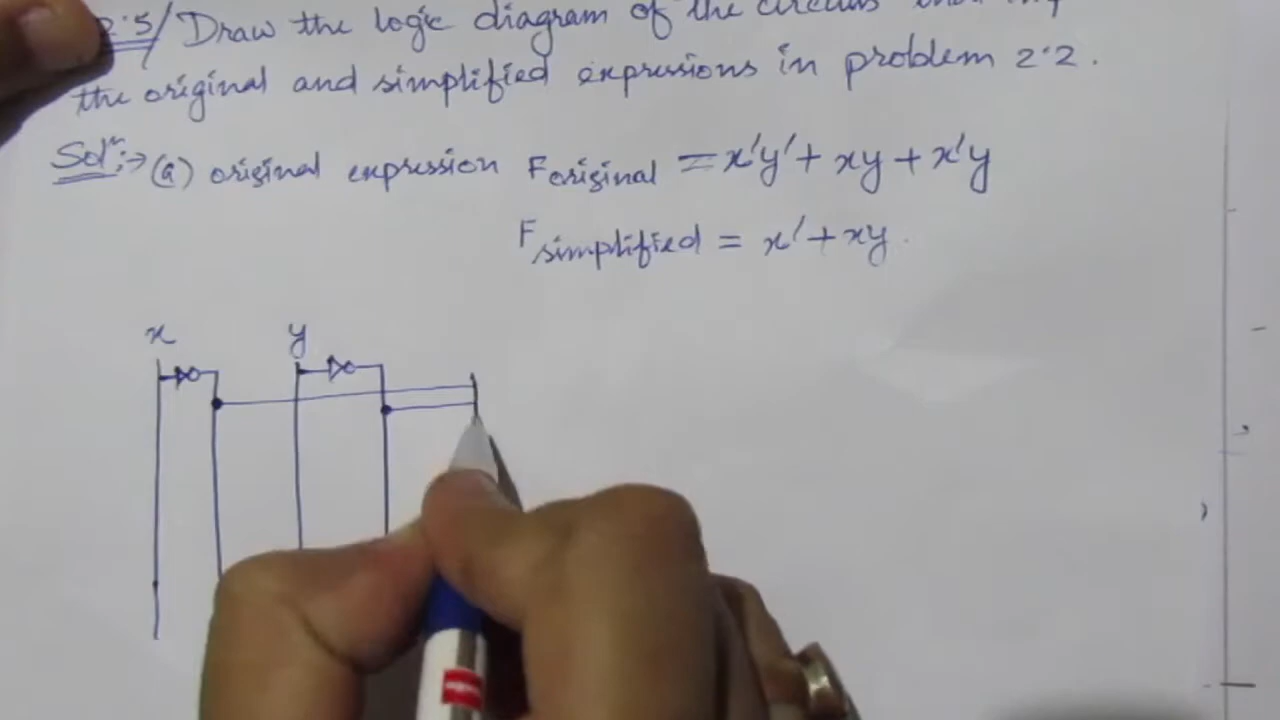 2.5/ Draw the logic diagram of the circuits that
the original and simplified expressions in problem 2.2.
Solⁿ:→ (a) original expression F original = x'y' + xy + x'y
F simplified = x' + xy.
x y